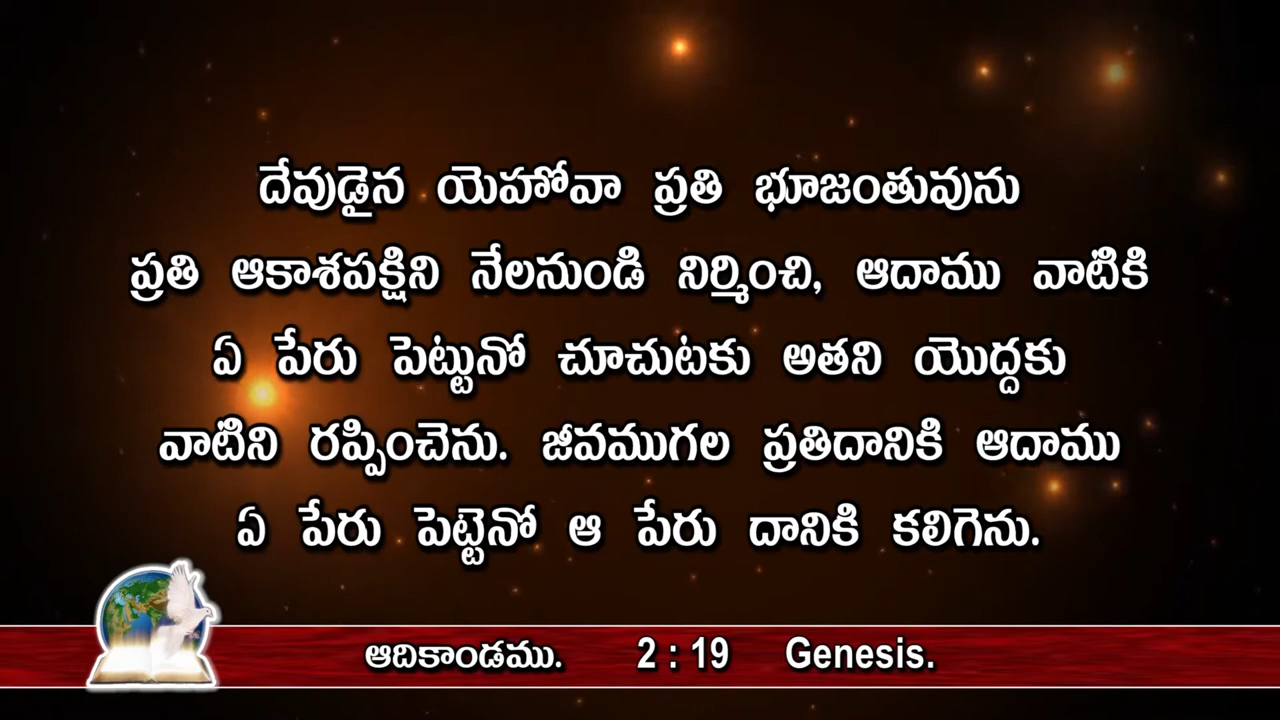 దేవుడైన యెహోవా ప్రతి భూజంతువును
ప్రతి ఆకాశపక్షిని నేలనుండి నిర్మించి, ఆదాము వాటికి
ఏ పేరు పెట్టునో చూచుటకు అతని యొద్దకు
వాటిని రప్పించెను. జీవముగల ప్రతిదానికి ఆదాము
ఏ పేరు పెట్టెనో ఆ పేరు దానికి కలిగెను.
ఆదికాండము. 2 : 19 Genesis.